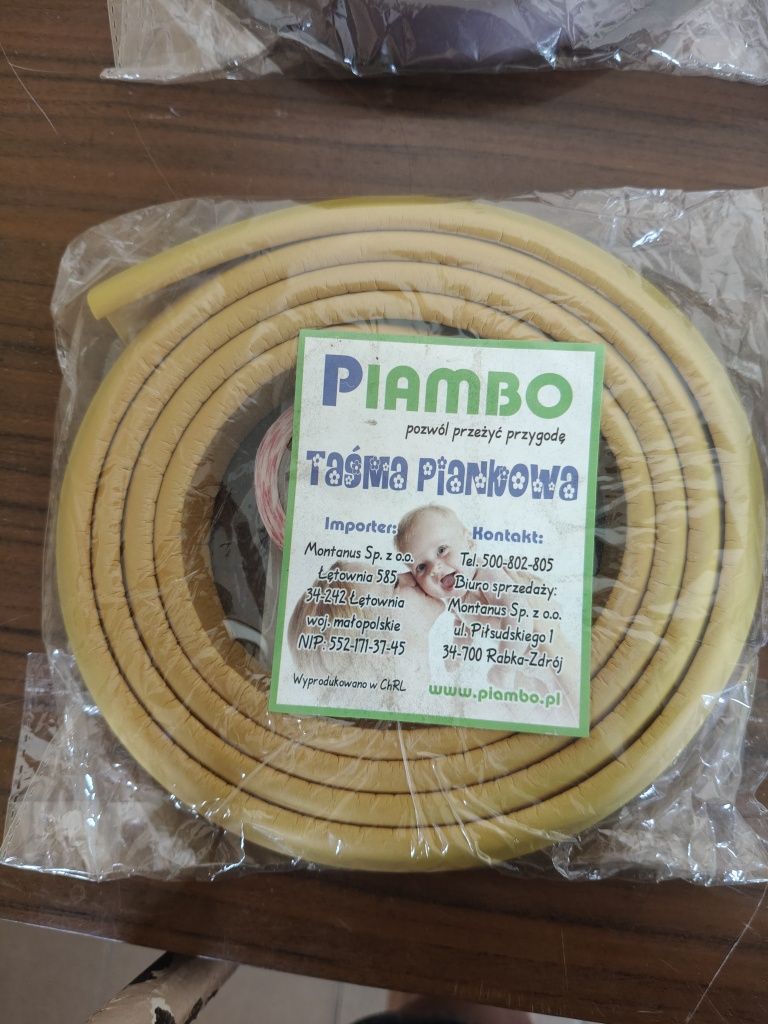 PIAMBO
pozwól przeżyć przygodę
Taśma Piankowa
Importer:
Montanus Sp. z o.o.
Łętownia 585
34-242 Łętownia
woj. małopolskie
NIP: 552-171-37-45
Wyprodukowano w ChRL
Kontakt:
Tel. 500-802-805
Biuro sprzedaży:
Montanus Sp. z o.o.
ul. Piłsudskiego 1
34-700 Rabka-Zdrój
www.piambo.pl